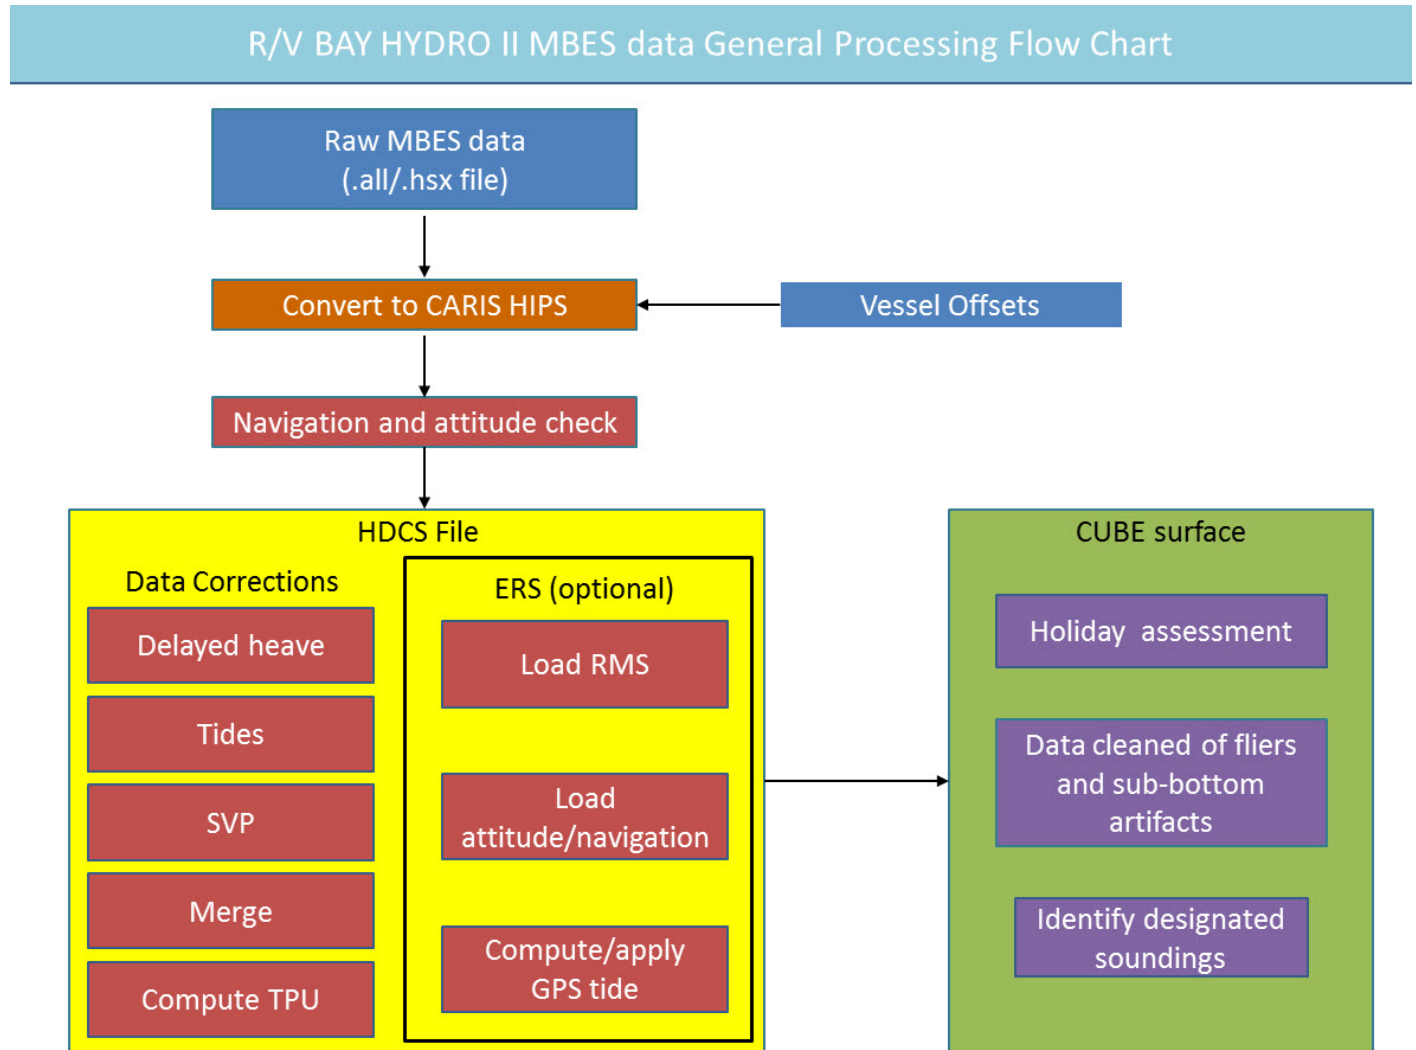 R/V BAY HYDRO II MBES data General Processing Flow Chart
Raw MBES data
(.all/.hsx file)
Convert to CARIS HIPS
Vessel Offsets
Navigation and attitude check
HDCS File
Data Corrections
Delayed heave
Tides
SVP
Merge
Compute TPU
ERS (optional)
Load RMS
Load
attitude/navigation
Compute/apply
GPS tide
CUBE surface
Holiday assessment
Data cleaned of fliers
and sub-bottom
artifacts
Identify designated
soundings